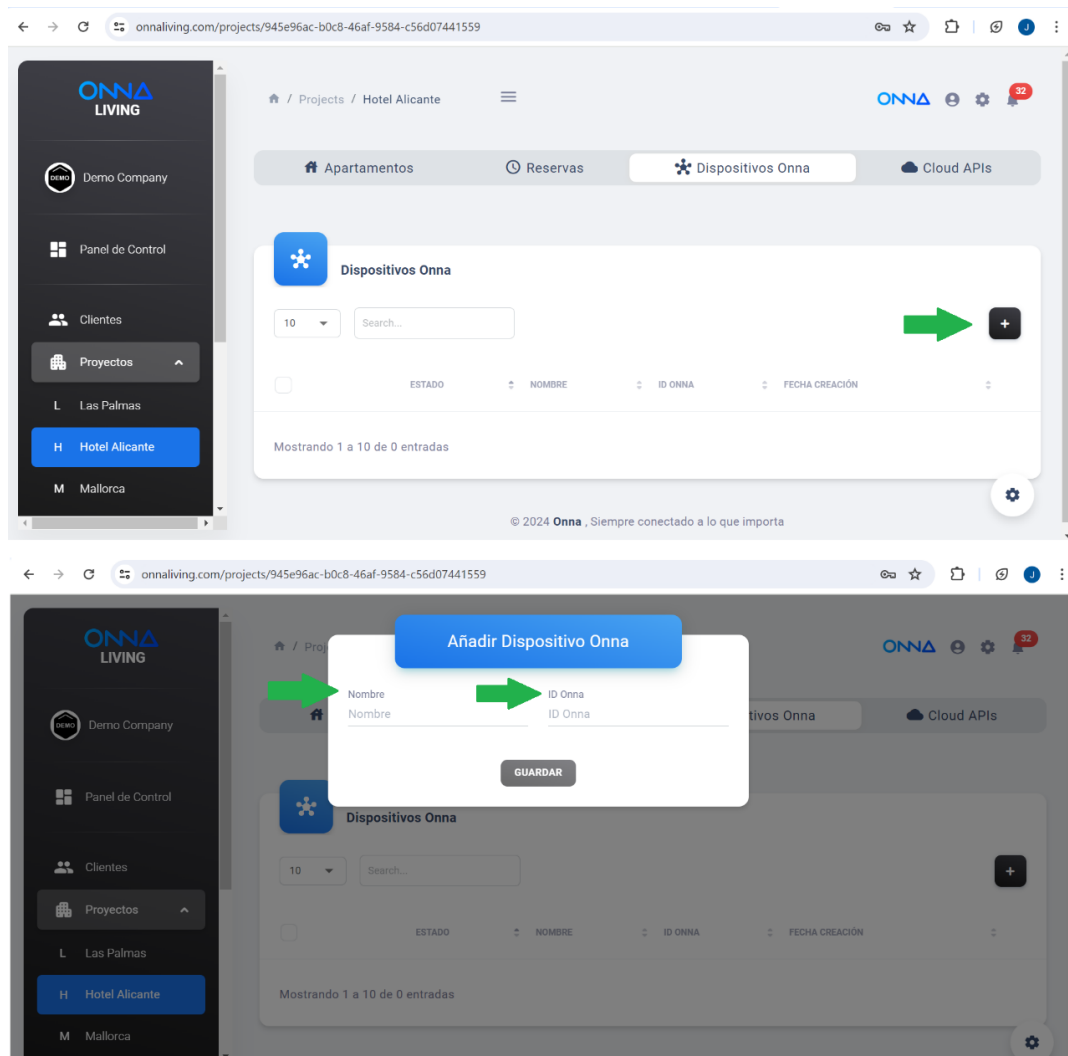 onnaliving.com/projects/945e96ac-b0c8-46af-9584-c56d07441559
J
ONNA
LIVING
/ Projects / Hotel Alicante
ONNA
32
DEMO
Demo Company
Apartamentos
Reservas
Dispositivos Onna
Cloud APIs
Panel de Control
Dispositivos Onna
Clientes
10
Search...
+
Proyectos
ESTADO
NOMBRE
ID ONNA
FECHA CREACIÓN
L Las Palmas
H Hotel Alicante
Mostrando 1 a 10 de 0 entradas
M Mallorca
© 2024 Onna , Siempre conectado a lo que importa
onnaliving.com/projects/945e96ac-b0c8-46af-9584-c56d07441559
J
ONNA
LIVING
/ Proj
Añadir Dispositivo Onna
ONNA
32
Nombre
ID Onna
Nombre
ID Onna
DEMO
Demo Company
tivos Onna
Cloud APIs
GUARDAR
Panel de Control
Dispositivos Onna
Clientes
10
Search...
+
Proyectos
ESTADO
NOMBRE
ID ONNA
FECHA CREACIÓN
L Las Palmas
H Hotel Alicante
Mostrando 1 a 10 de 0 entradas
M Mallorca